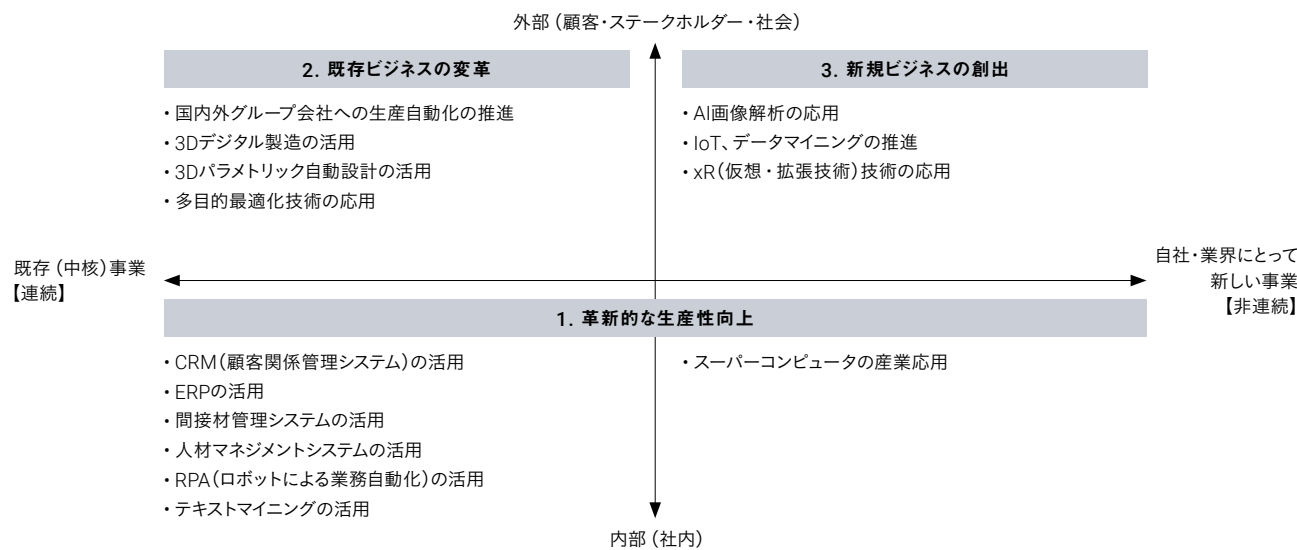 外部（顧客・ステークホルダー・社会）
2. 既存ビジネスの変革
・国内外グループ会社への生産自動化の推進
・3Dデジタル製造の活用
・3Dパラメトリック自動設計の活用
・多目的最適化技術の応用
3. 新規ビジネスの創出
・AI画像解析の応用
・IoT、データマイニングの推進
・xR（仮想・拡張技術）技術の応用
既存（中核）事業
【連続】
自社・業界にとって
新しい事業
【非連続】
1. 革新的な生産性向上
・CRM（顧客関係管理システム）の活用
・ERPの活用
・間接材管理システムの活用
・人材マネジメントシステムの活用
・RPA（ロボットによる業務自動化）の活用
・テキストマイニングの活用
・スーパーコンピュータの産業応用
内部（社内）